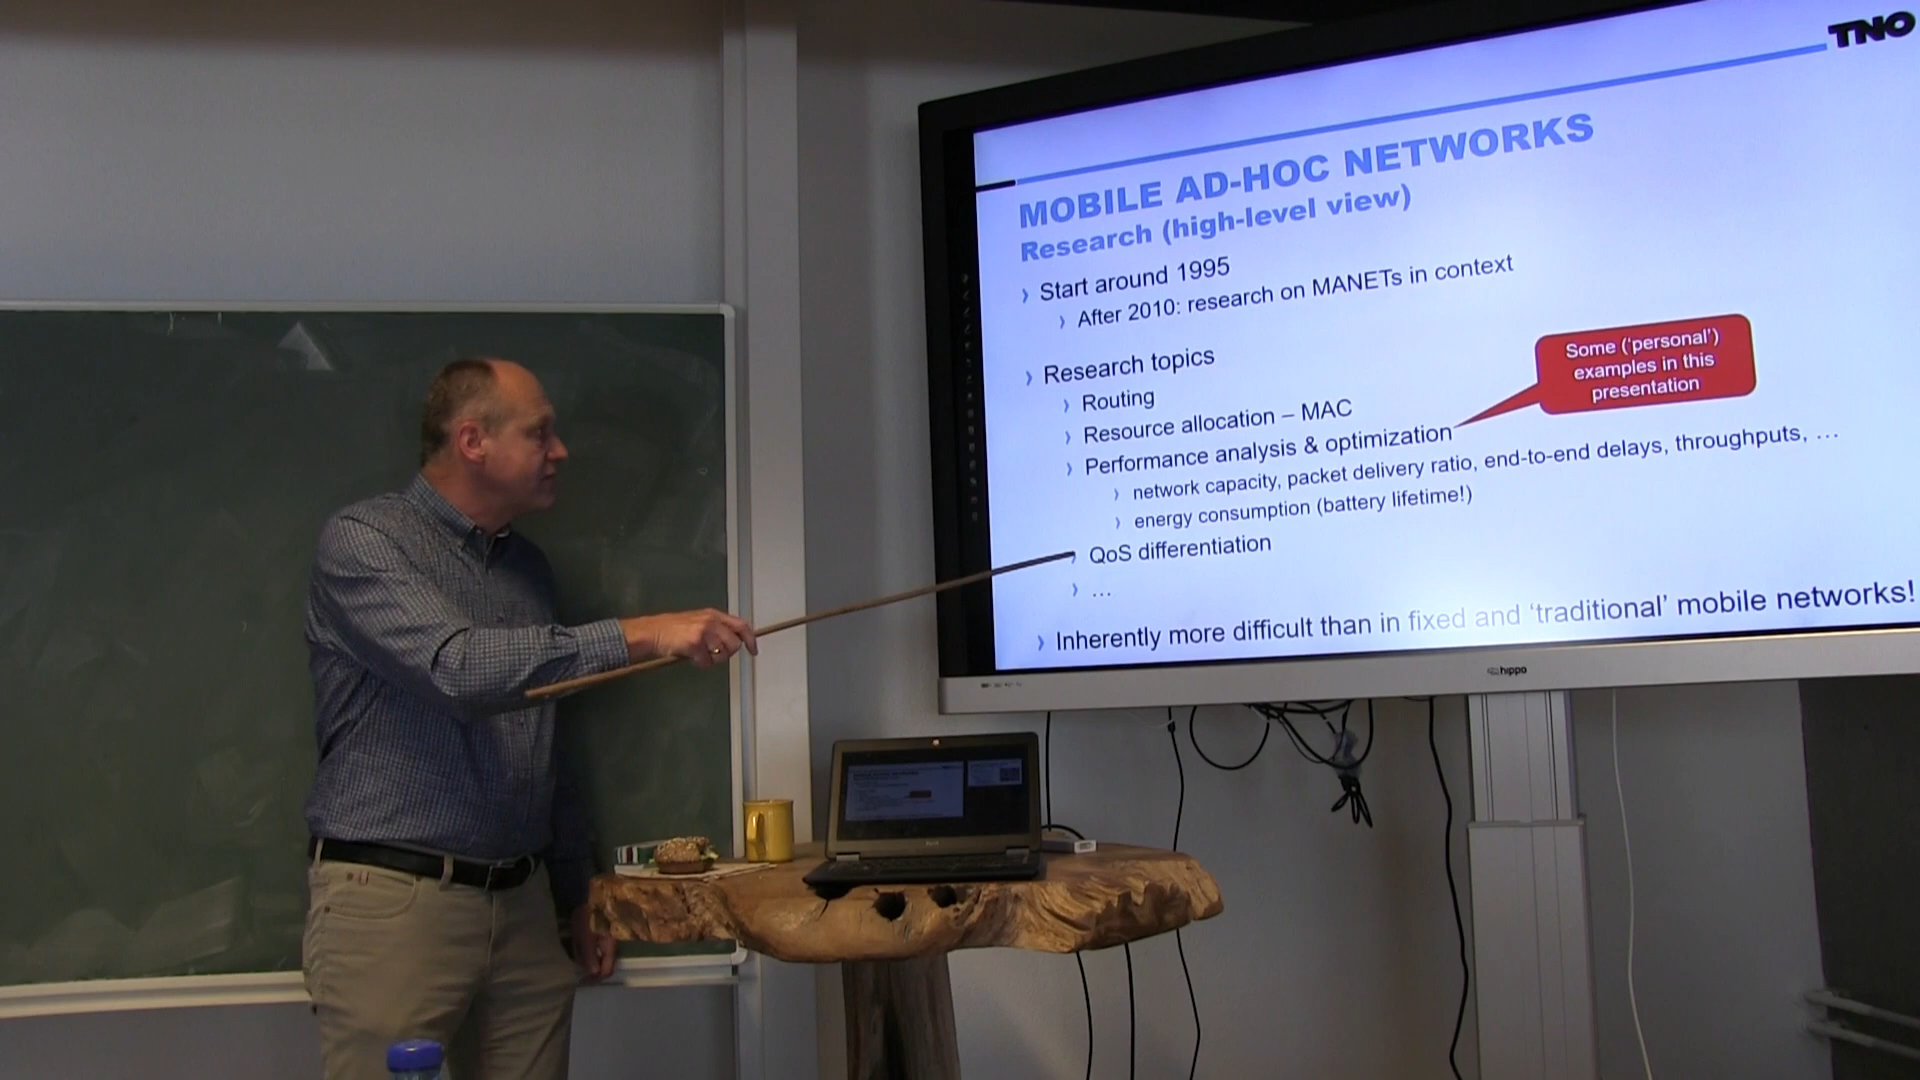 TNO
MOBILE AD-HOC NETWORKS
Research (high-level view)
› Start around 1995
› After 2010: research on MANETs in context
› Research topics
› Routing
› Resource allocation – MAC
› Performance analysis & optimization
› network capacity, packet delivery ratio, end-to-end delays, throughputs, …
› energy consumption (battery lifetime!)
› QoS differentiation
› …
› Inherently more difficult than in fixed and ‘traditional’ mobile networks!
Some (‘personal’)
examples in this
presentation
hippo